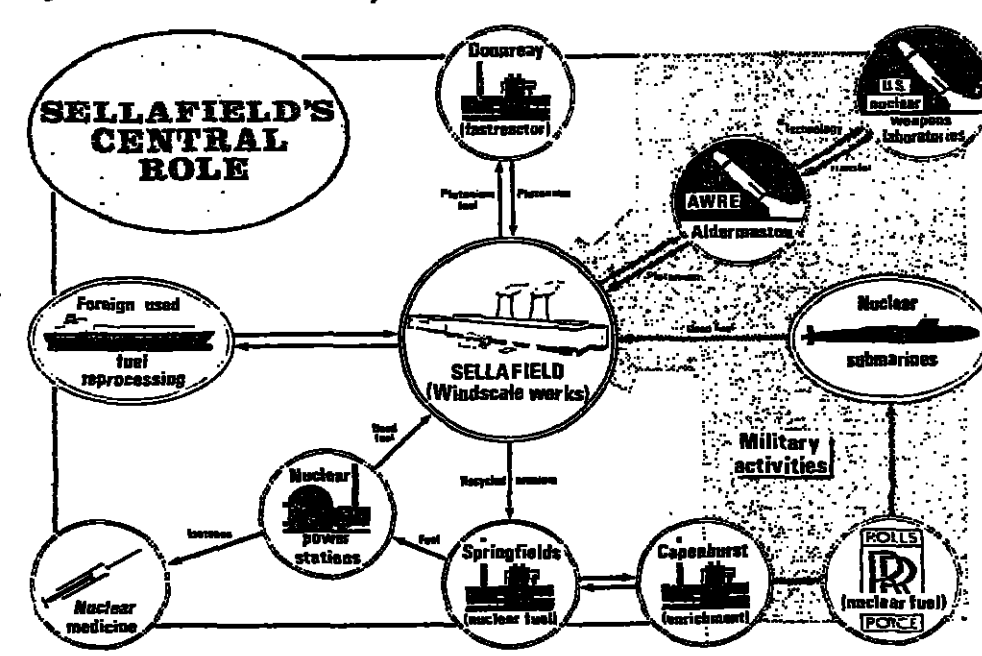 SELLAFIELD'S
CENTRAL
ROLE
Dounreay
(fastreactor)
U.S.
nuclear
weapons
laboratories
Technology
transfer
AWRE
Aldermaston
Plutonium
fuel
Plutonium
Plutonium
Foreign used
fuel
reprocessing
SELLAFIELD
(Windscale works)
Used fuel
Nuclear
submarines
Used
fuel
Military
activities
Nuclear
power
stations
Recycled uranium
Isotopes
Fuel
Nuclear
medicine
Springfields
(nuclear fuel)
Capenhurst
(enrichment)
ROLLS
RR
(nuclear fuel)
ROYCE